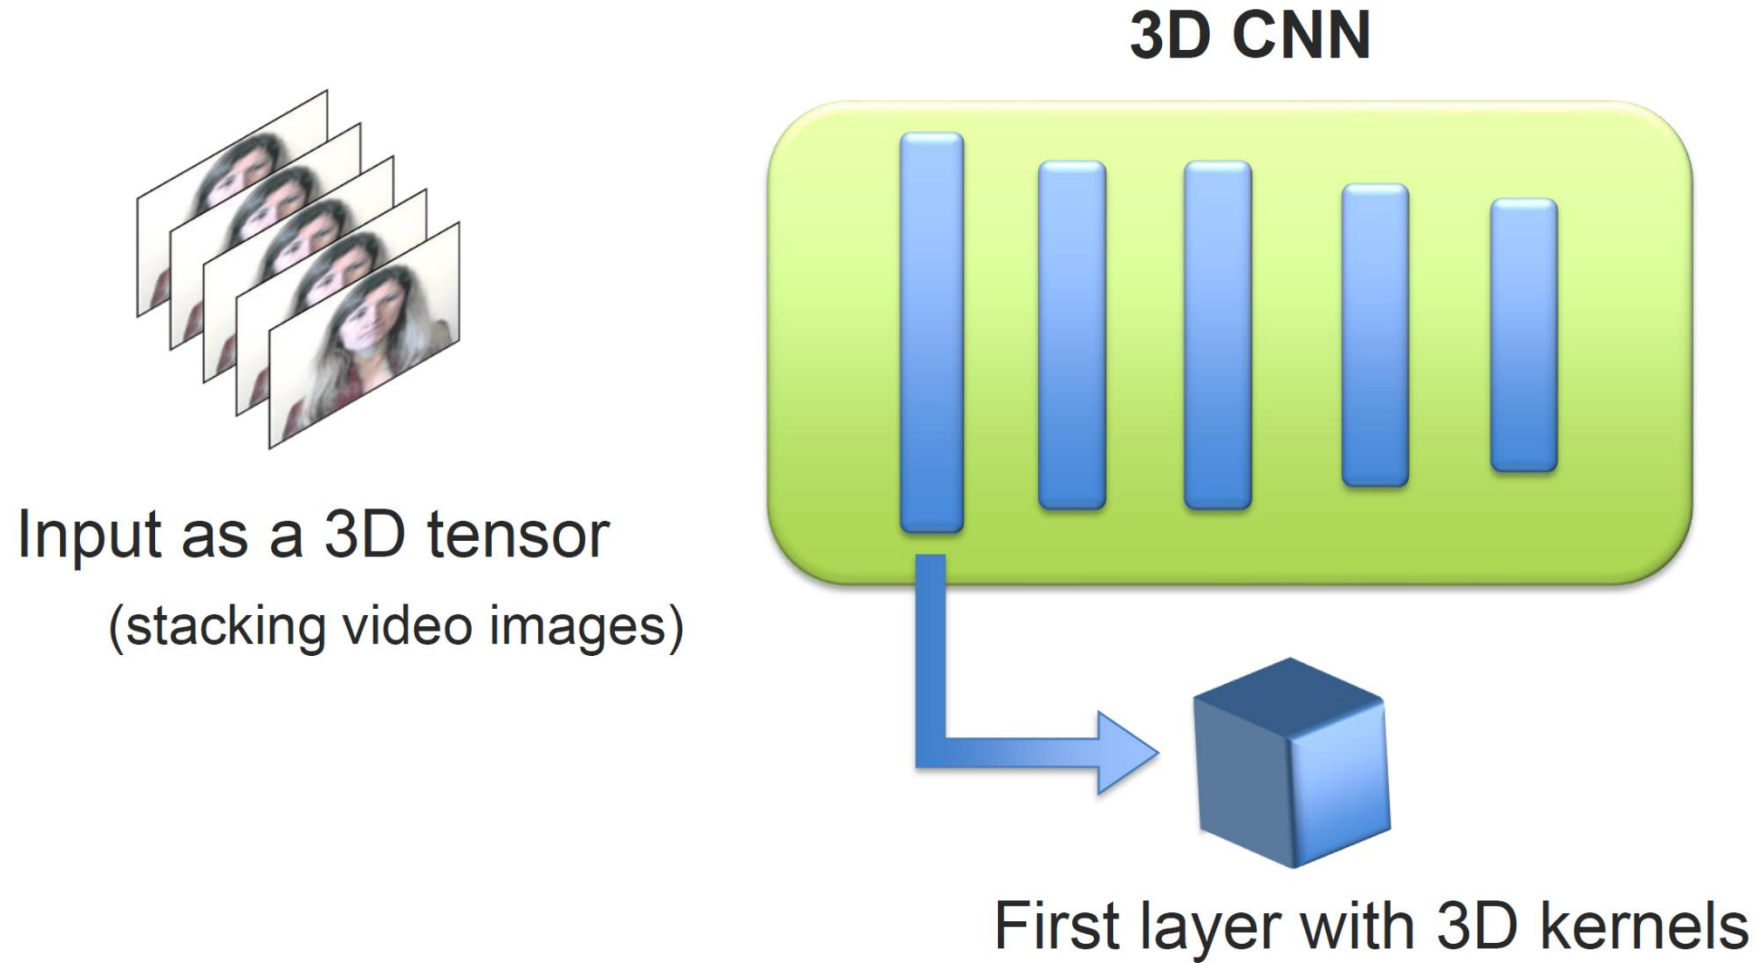 3D CNN
Input as a 3D tensor
(stacking video images)
First layer with 3D kernels